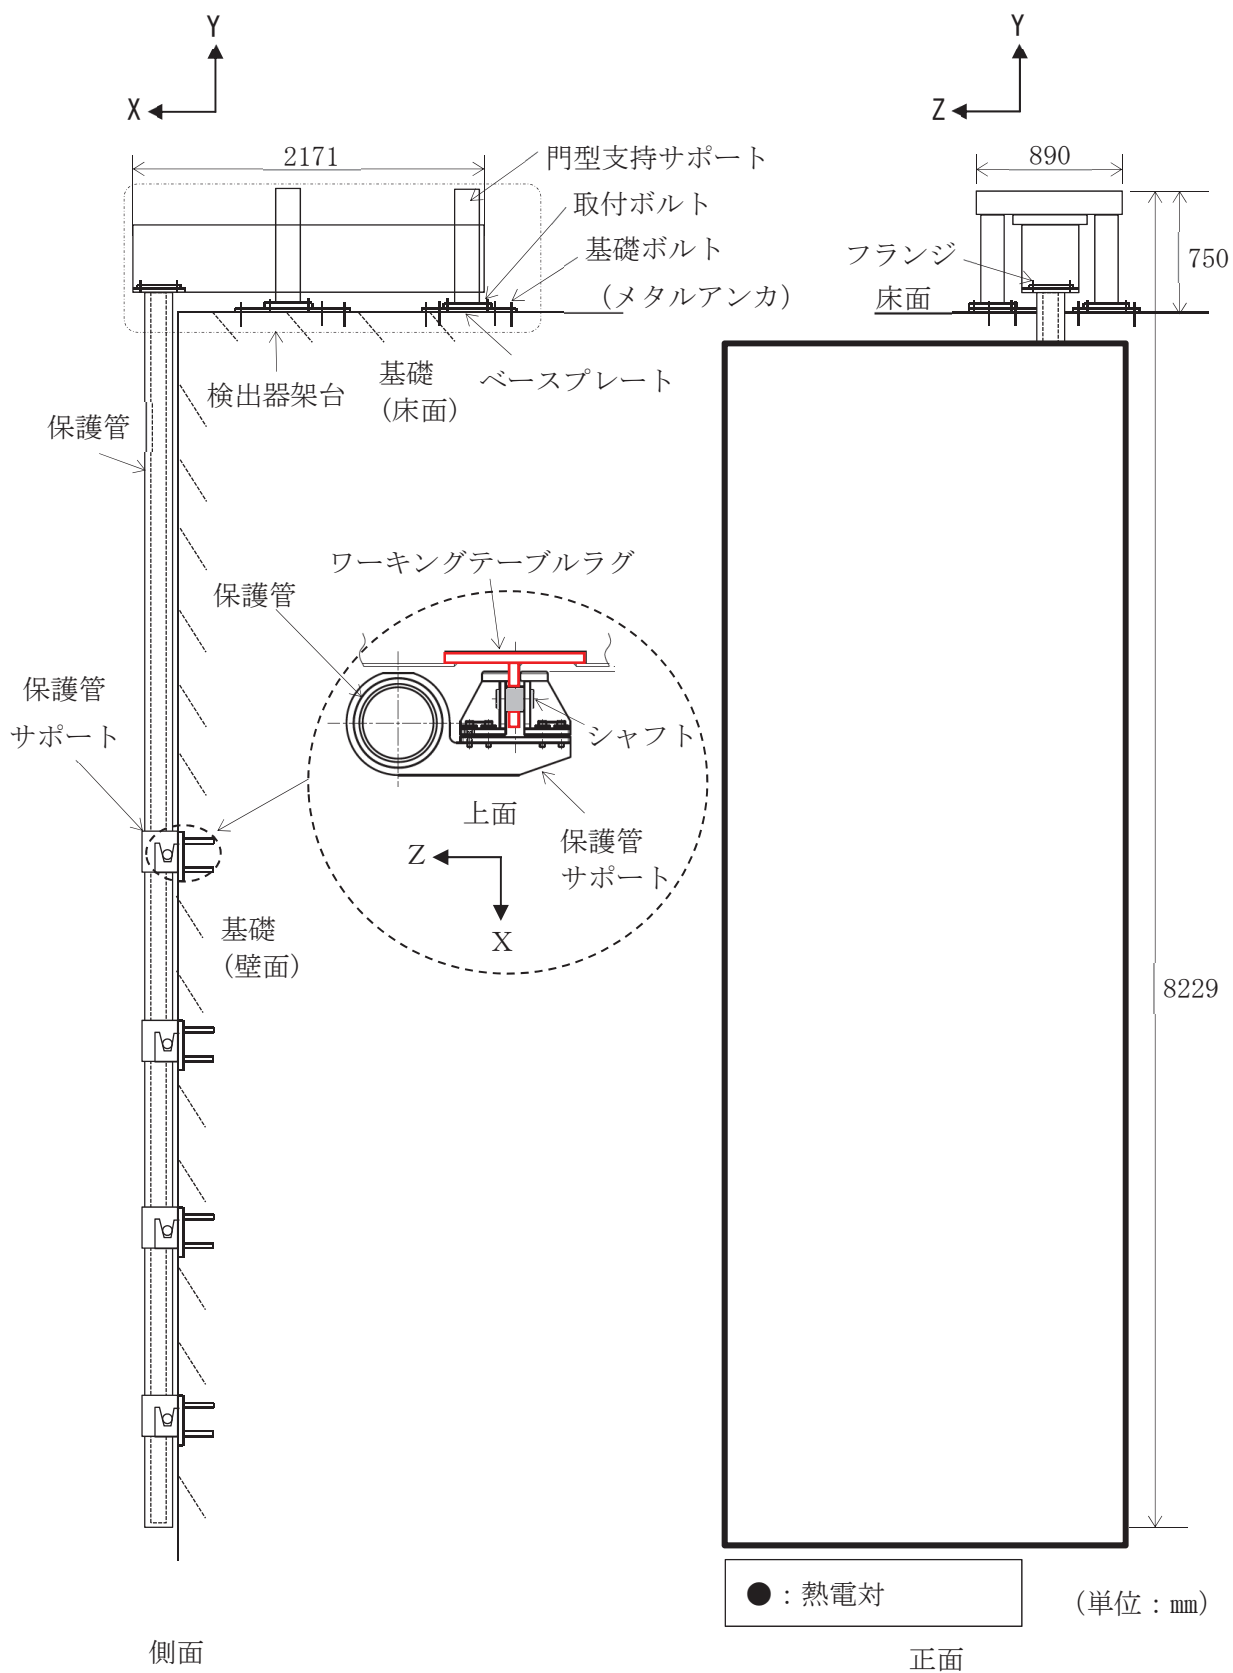 Y
X
Y
Z
2171
890
門型支持サポート
取付ボルト
基礎ボルト
(メタルアンカ)
フランジ
床面
750
検出器架台
基礎
(床面)
ベースプレート
保護管
ワーキングテーブルラグ
保護管
保護管
サポート
シャフト
上面
保護管
サポート
Z
X
基礎
(壁面)
8229
●：熱電対
(単位：mm)
側面
正面